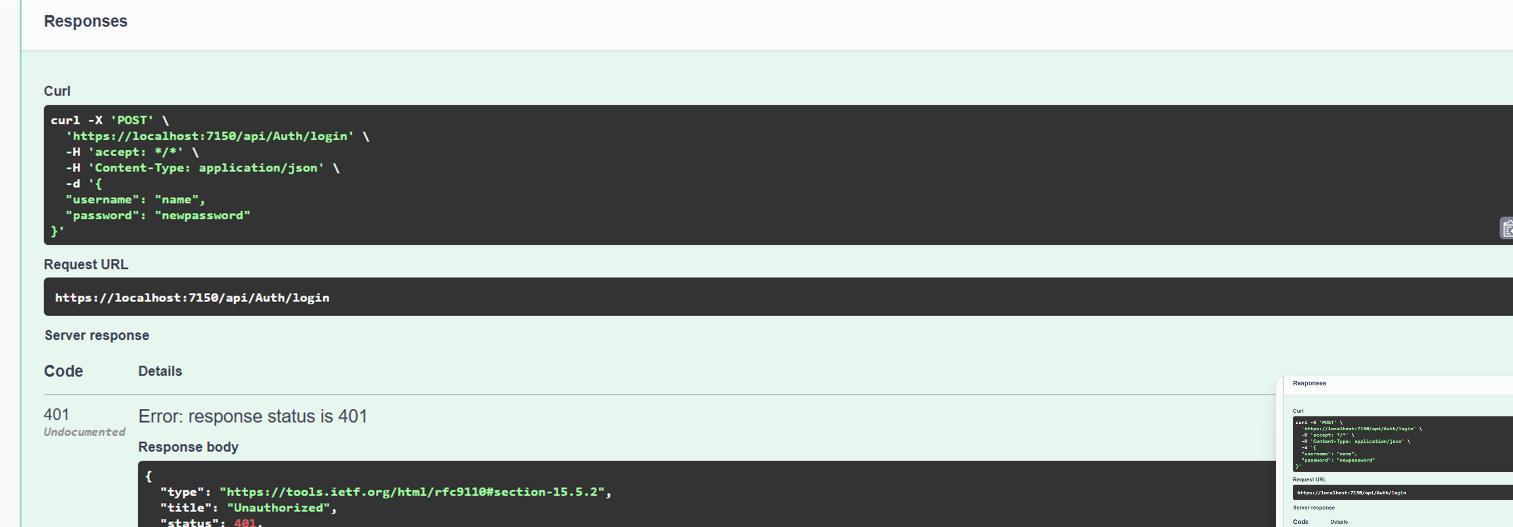 Responses
Curl
curl -X 'POST' \
'https://localhost:7150/api/Auth/login' \
-H 'accept: */*' \
-H 'Content-Type: application/json' \
-d '{
"username": "name",
"password": "newpassword"
}'
Request URL
https://localhost:7150/api/Auth/login
Server response
Code Details
401 Error: response status is 401
Undocumented
Response body
{
"type": "https://tools.ietf.org/html/rfc9110#section-15.5.2",
"title": "Unauthorized",
"status": 401,
Responses
Curl
curl -X 'POST' \
'https://localhost:7150/api/Auth/login' \
-H 'accept: */*' \
-H 'Content-Type: application/json' \
-d '{
"username": "name",
"password": "newpassword"
}'
Request URL
https://localhost:7150/api/Auth/login
Server response
Code Details